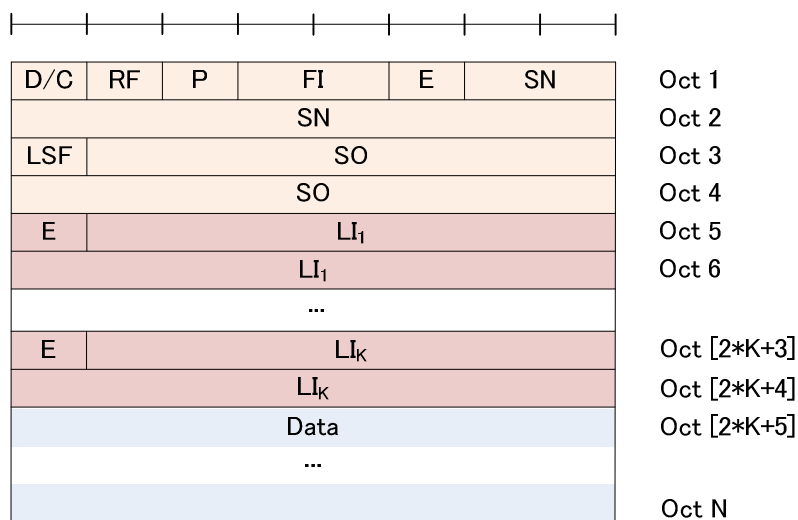 D/C RF P FI E SN Oct 1
SN Oct 2
LSF SO Oct 3
SO Oct 4
E LI₁ Oct 5
LI₁ Oct 6
...
E LIK Oct [2*K+3]
LIK Oct [2*K+4]
Data Oct [2*K+5]
...
Oct N